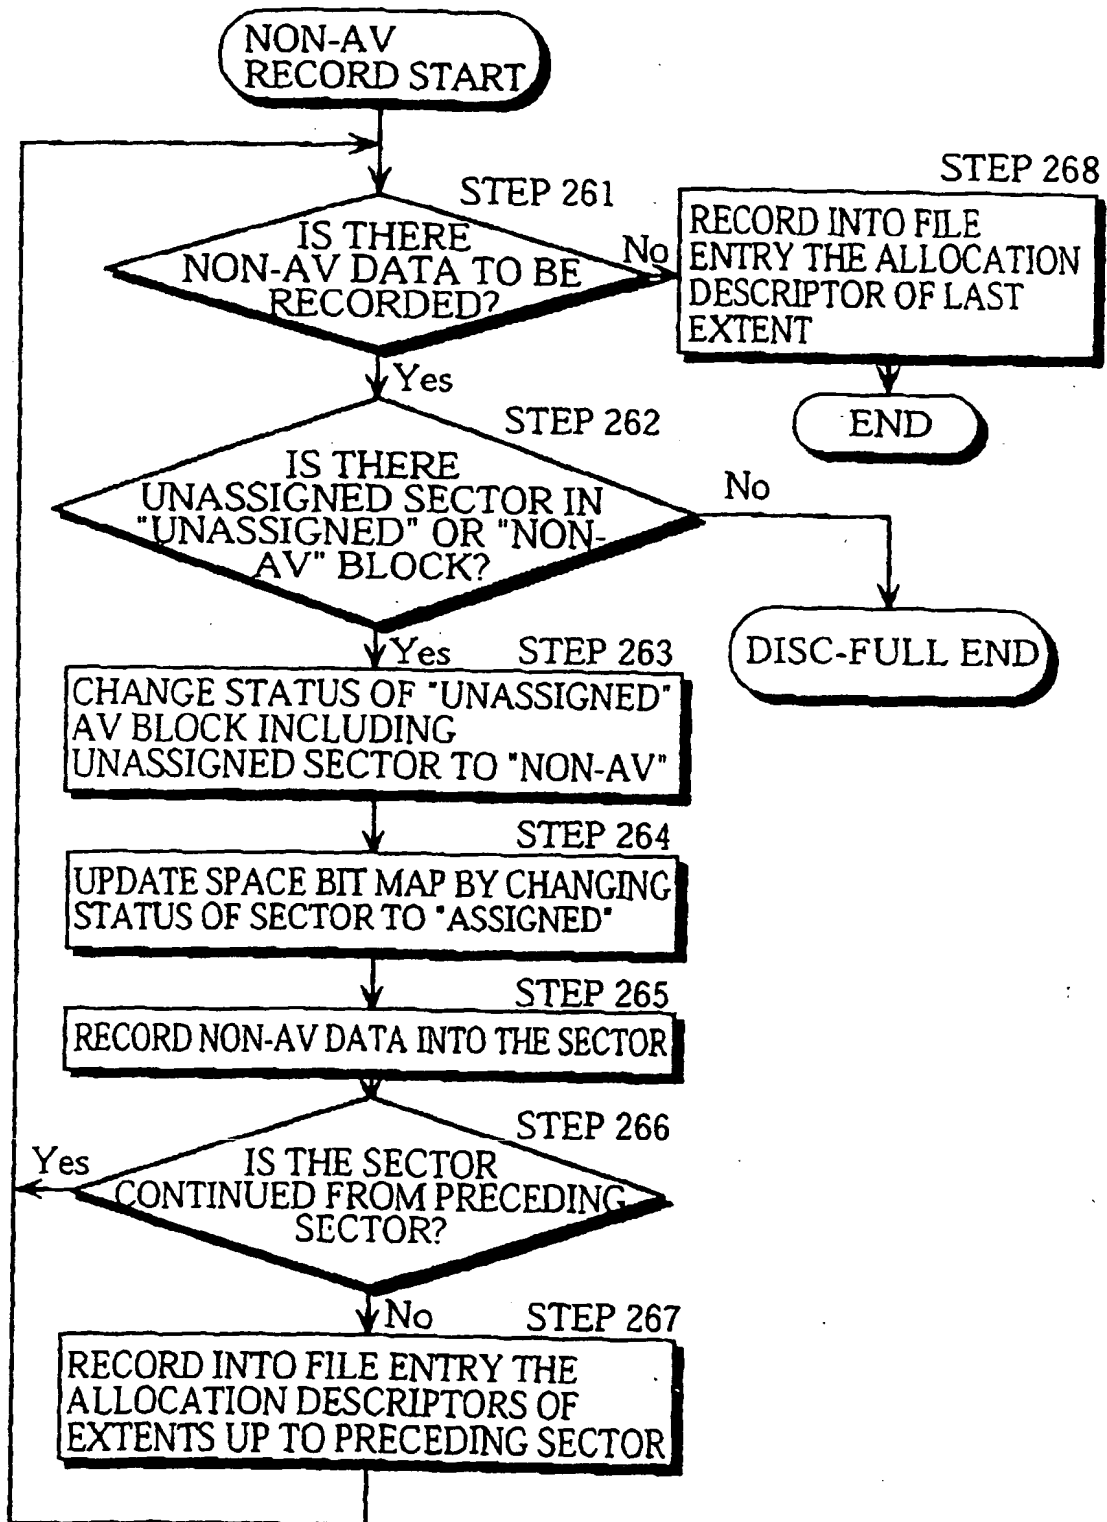 NON-AV
RECORD START
STEP 261
IS THERE
NON-AV DATA TO BE
RECORDED?
No
STEP 268
RECORD INTO FILE
ENTRY THE ALLOCATION
DESCRIPTOR OF LAST
EXTENT
END
Yes
STEP 262
IS THERE
UNASSIGNED SECTOR IN
"UNASSIGNED" OR "NON-
AV" BLOCK?
No
DISC-FULL END
Yes
STEP 263
CHANGE STATUS OF "UNASSIGNED"
AV BLOCK INCLUDING
UNASSIGNED SECTOR TO "NON-AV"
STEP 264
UPDATE SPACE BIT MAP BY CHANGING
STATUS OF SECTOR TO "ASSIGNED"
STEP 265
RECORD NON-AV DATA INTO THE SECTOR
STEP 266
Yes
IS THE SECTOR
CONTINUED FROM PRECEDING
SECTOR?
No
STEP 267
RECORD INTO FILE ENTRY THE
ALLOCATION DESCRIPTORS OF
EXTENTS UP TO PRECEDING SECTOR